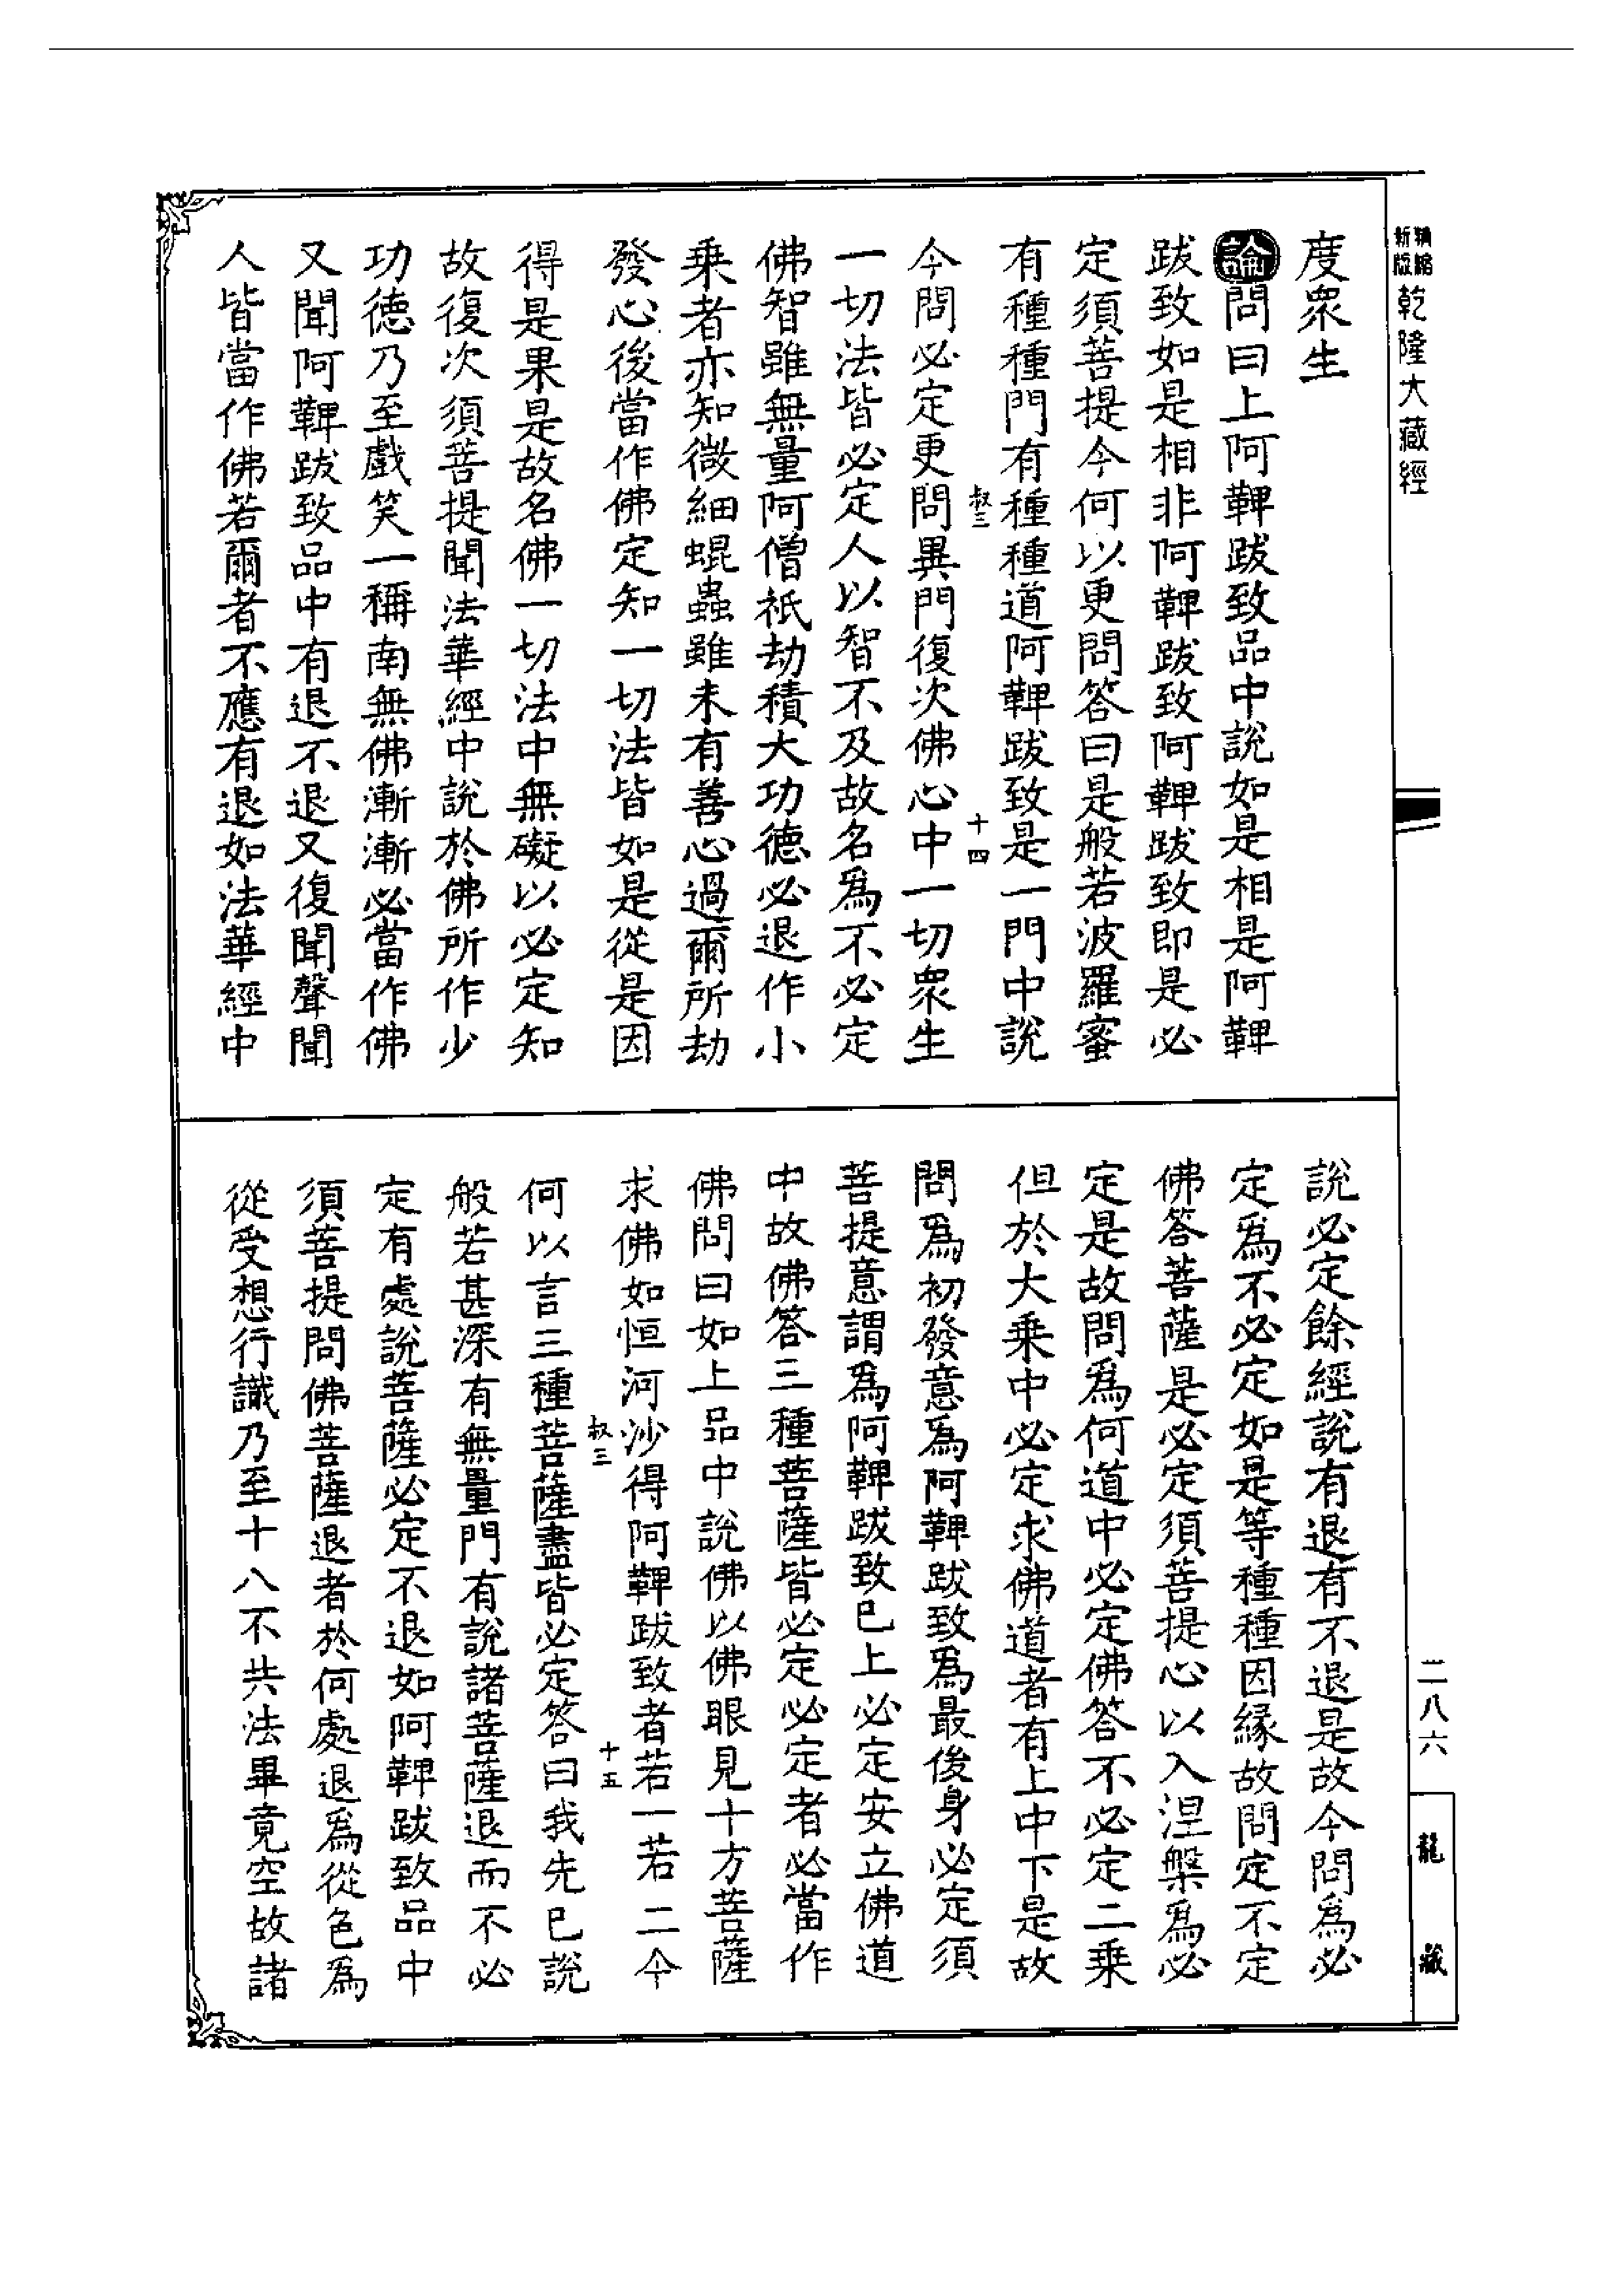 新版精縮乾隆大藏經
度眾生
論問曰上阿鞞跋致品中說如是相是阿鞞
跋致如是相非阿鞞跋致阿鞞跋致即是必
定須菩提今何以更問答曰是般若波羅蜜
有種種門有種種道阿鞞跋致是一門中說
叔三
十四
今問必定更問異門復次佛心中一切眾生
一切法皆必定人以智不及故名為不必定
佛智雖無量阿僧祇劫積大功德必退作小
乘者亦知微細蜫蟲雖未有善心過爾所劫
發心後當作佛定知一切法皆如是從是因
得是果是故名佛一切法中無礙以必定知
故復次須菩提聞法華經中說於佛所作少
功德乃至戲笑一稱南無佛漸漸必當作佛
又聞阿鞞跋致品中有退不退又復聞聲聞
人皆當作佛若爾者不應有退如法華經中
說必定餘經說有退有不退是故今問為必
定為不必定如是等種種因緣故問定不定
佛答菩薩是必定須菩提心以入涅槃為必
定是故問為何道中必定佛答不必定二乘
但於大乘中必定求佛道者有上中下是故
問為初發意為阿鞞跋致為最後身必定須
菩提意謂為阿鞞跋致已上必定安立佛道
中故佛答三種菩薩皆必定必定者必當作
佛問曰如上品中說佛以佛眼見十方菩薩
求佛如恒河沙得阿鞞跋致者若一若二今
叔三
十五
何以言三種菩薩盡皆必定答曰我先已說
般若甚深有無量門有說諸菩薩退而不必
定有處說菩薩必定不退如阿鞞跋致品中
須菩提問佛菩薩退者於何處退為從色為
從受想行識乃至十八不共法畢竟空故諸
二八六
龍藏